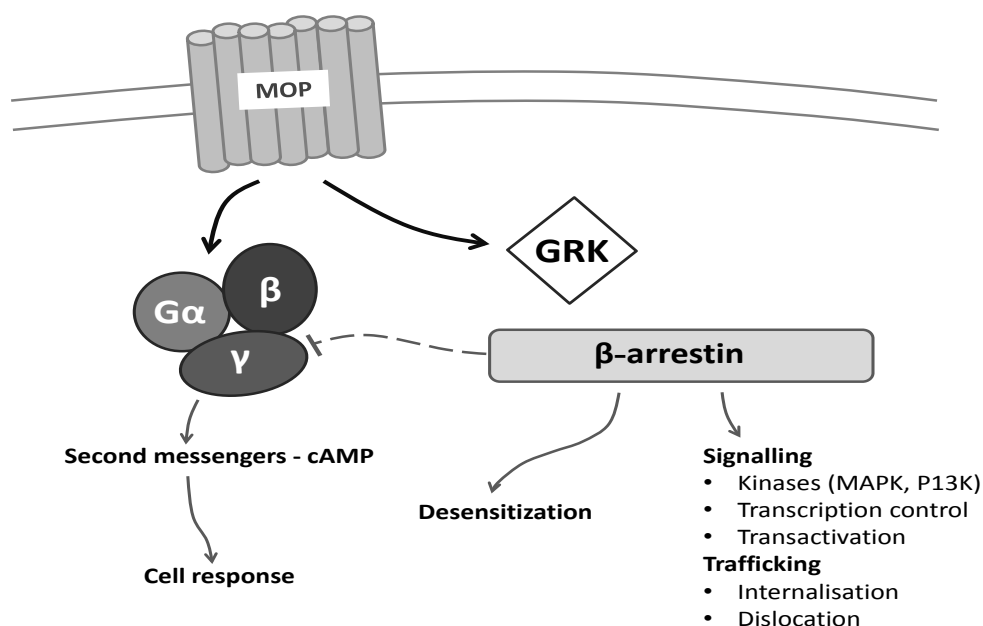 MOP
GRK
Gα
β
γ
β-arrestin
Second messengers - cAMP
Cell response
Desensitization
Signalling
• Kinases (MAPK, P13K)
• Transcription control
• Transactivation
Trafficking
• Internalisation
• Dislocation